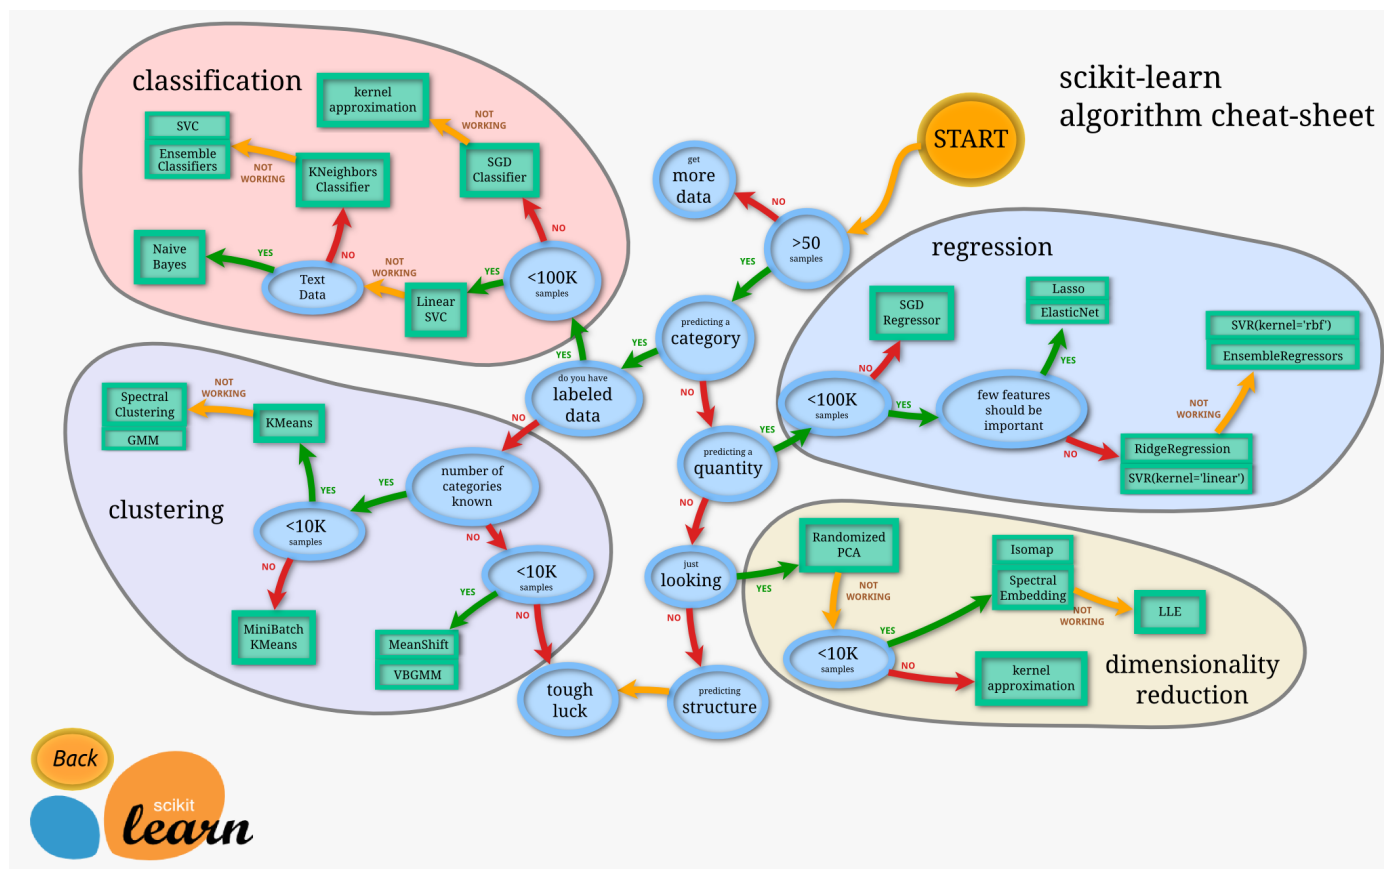 scikit-learn
algorithm cheat-sheet
START
classification
kernel
approximation
NOT
WORKING
SVC
Ensemble
Classifiers
NOT
WORKING
KNeighbors
Classifier
SGD
Classifier
NO
Naive
Bayes
YES
Text
Data
NO
NOT
WORKING
Linear
SVC
YES
<100K
samples
YES
get
more
data
NO
>50
samples
YES
predicting a
category
YES
NO
do you have
labeled
data
NO
predicting a
quantity
YES
NO
just
looking
YES
NO
predicting
structure
tough
luck
regression
SGD
Regressor
NO
<100K
samples
YES
Lasso
ElasticNet
YES
few features
should be
important
NO
SVR(kernel='rbf')
EnsembleRegressors
NOT
WORKING
RidgeRegression
SVR(kernel='linear')
clustering
Spectral
Clustering
GMM
NOT
WORKING
KMeans
YES
number of
categories
known
YES
NO
<10K
samples
NO
MiniBatch
KMeans
<10K
samples
YES
NO
MeanShift
VBGMM
dimensionality
reduction
Randomized
PCA
NOT
WORKING
<10K
samples
YES
NO
Isomap
Spectral
Embedding
NOT
WORKING
LLE
kernel
approximation
Back
scikit
learn